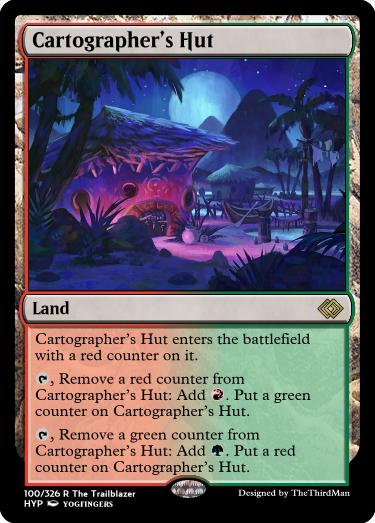 Cartographer's Hut
Land
Cartographer's Hut enters the battlefield
with a red counter on it.
, Remove a red counter from
Cartographer's Hut: Add . Put a green
counter on Cartographer's Hut.
, Remove a green counter from
Cartographer's Hut: Add . Put a red
counter on Cartographer's Hut.
100/326 R The Trailblazer
HYP YOGFINGERS
Designed by TheThirdMan